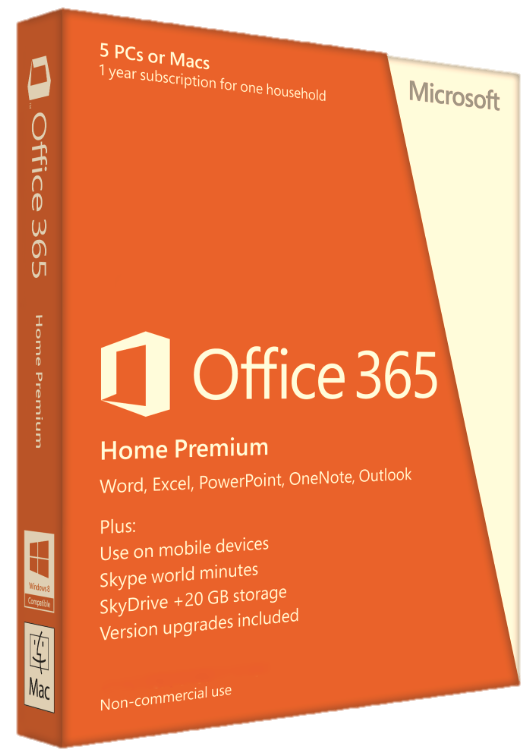 5 PCs or Macs
1 year subscription for one household
Microsoft
Office 365
Home Premium
Word, Excel, PowerPoint, OneNote, Outlook
Plus:
Use on mobile devices
Skype world minutes
SkyDrive +20 GB storage
Version upgrades included
Non-commercial use
Office 365
Home Premium
Windows 8
Compatible
Mac